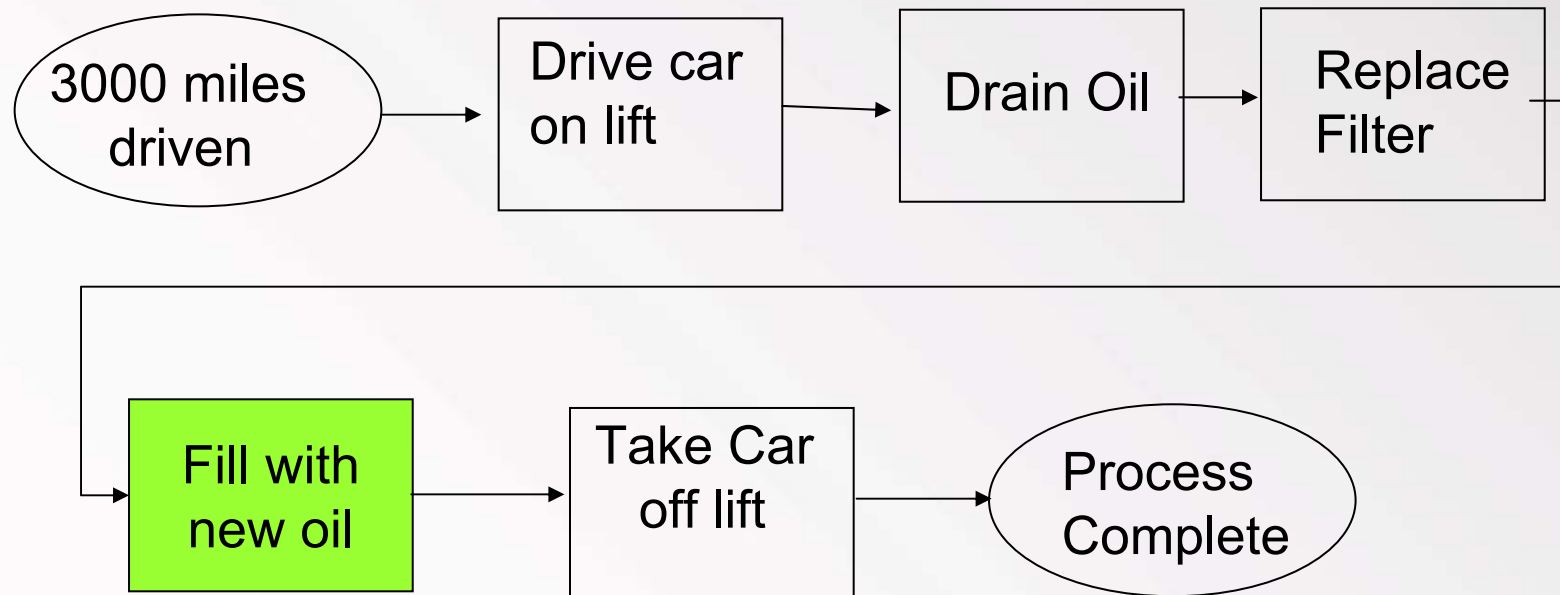 3000 miles
driven
Drive car
on lift
Drain Oil
Replace
Filter
Fill with
new oil
Take Car
off lift
Process
Complete